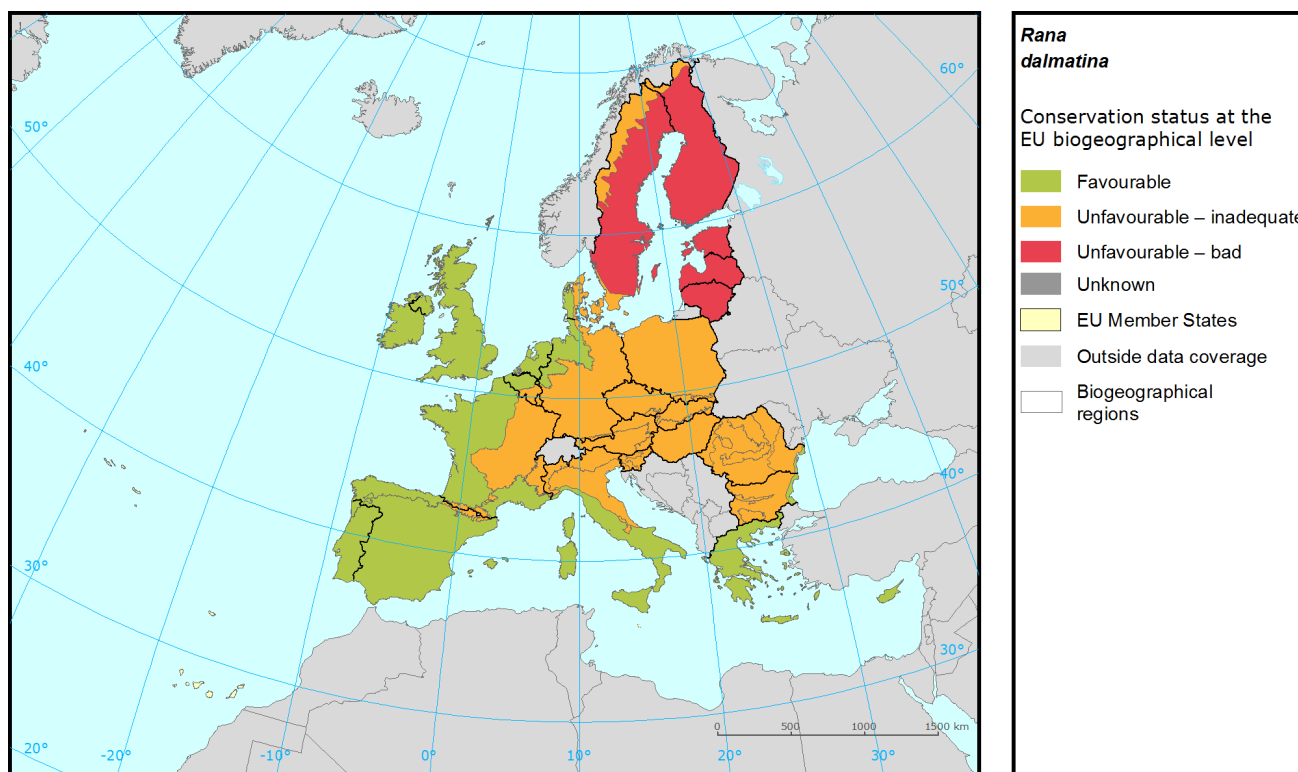 60°
50°
50°
40°
40°
30°
30°
20°
-20°
-10°
0°
10°
20°
30°
0 500 1000 1500 km
Rana
dalmatina
Conservation status at the
EU biogeographical level
Favourable
Unfavourable – inadequate
Unfavourable – bad
Unknown
EU Member States
Outside data coverage
Biogeographical
regions